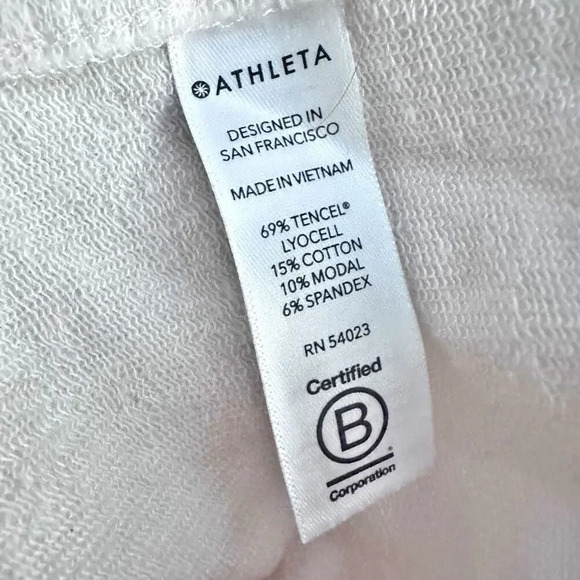 ATHLETA
DESIGNED IN
SAN FRANCISCO
MADE IN VIETNAM
69% TENCEL®
LYOCELL
15% COTTON
10% MODAL
6% SPANDEX
RN 54023
Certified
B
®
Corporation